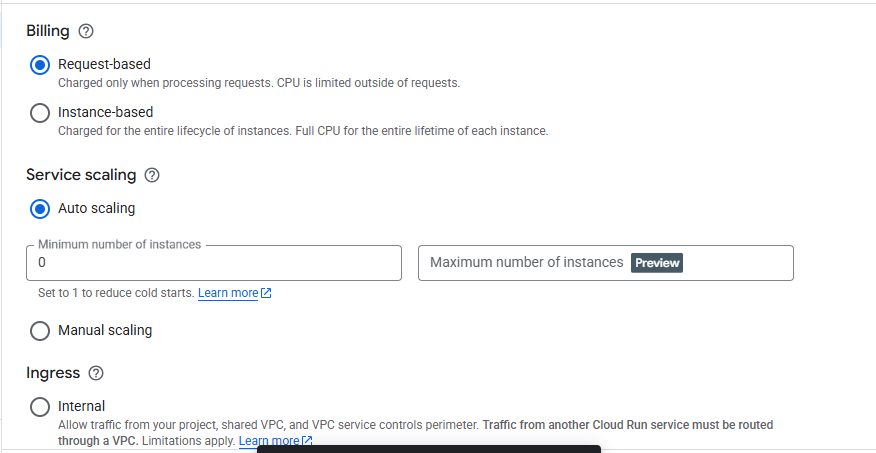 Billing
Request-based
Charged only when processing requests. CPU is limited outside of requests.
Instance-based
Charged for the entire lifecycle of instances. Full CPU for the entire lifetime of each instance.
Service scaling
Auto scaling
Minimum number of instances
0
Maximum number of instances Preview
Set to 1 to reduce cold starts. Learn more
Manual scaling
Ingress
Internal
Allow traffic from your project, shared VPC, and VPC service controls perimeter. Traffic from another Cloud Run service must be routed
through a VPC. Limitations apply. Learn more